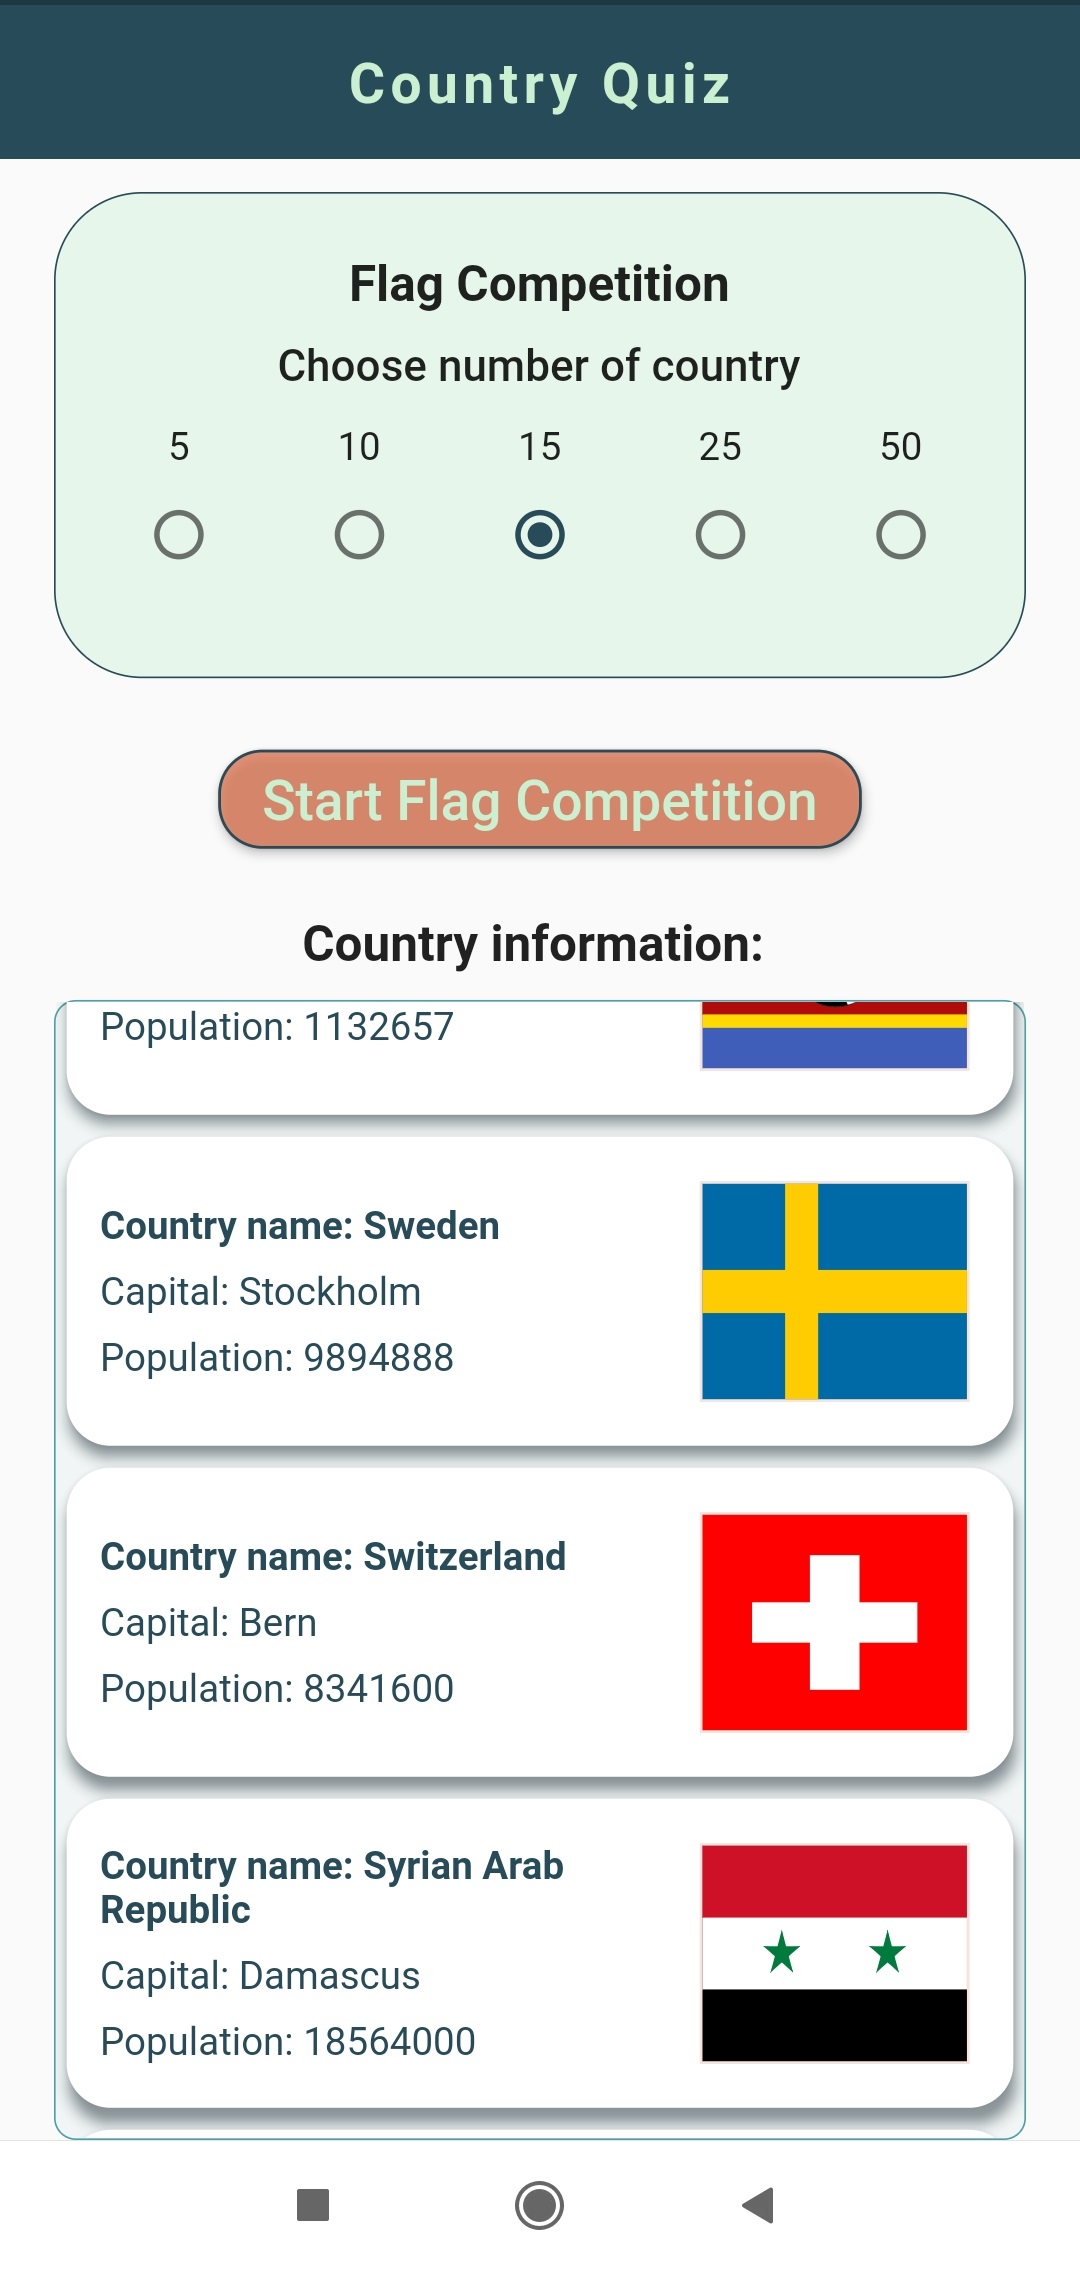 Country Quiz
Flag Competition
Choose number of country
5 10 15 25 50
Start Flag Competition
Country information:
Population: 1132657
Country name: Sweden
Capital: Stockholm
Population: 9894888
Country name: Switzerland
Capital: Bern
Population: 8341600
Country name: Syrian Arab
Republic
Capital: Damascus
Population: 18564000